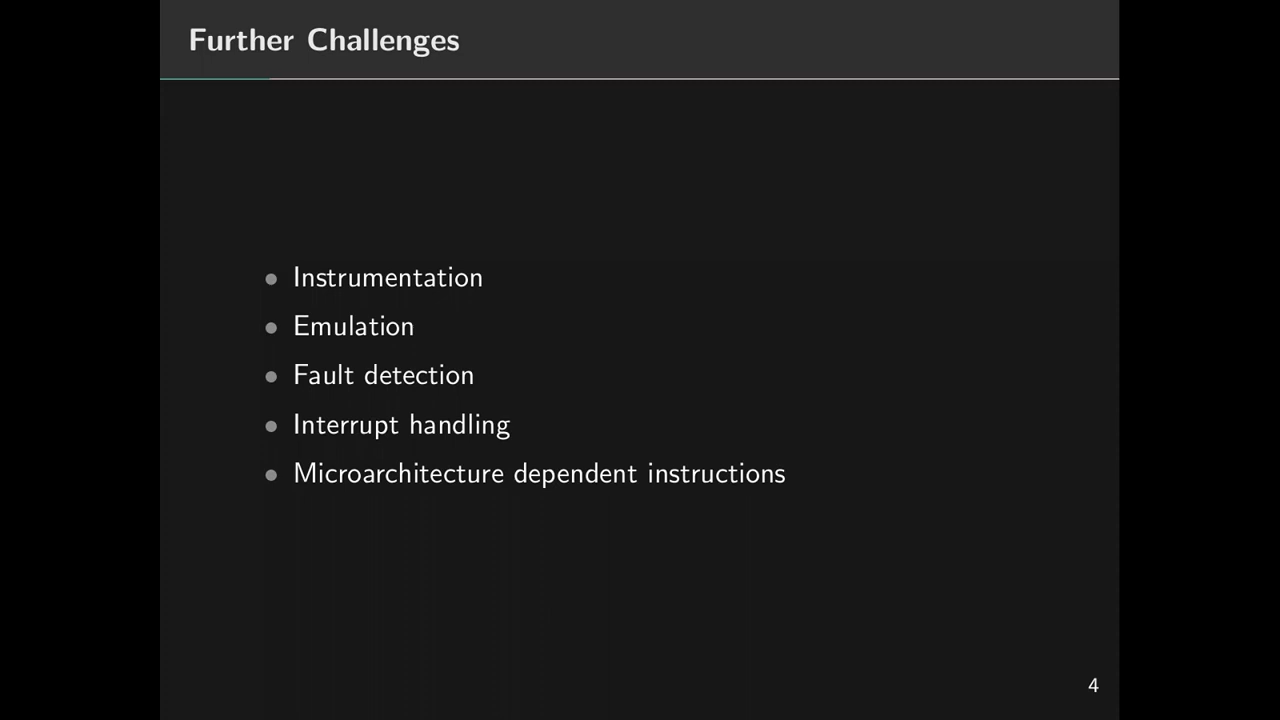 Further Challenges
Instrumentation
Emulation
Fault detection
Interrupt handling
Microarchitecture dependent instructions
4